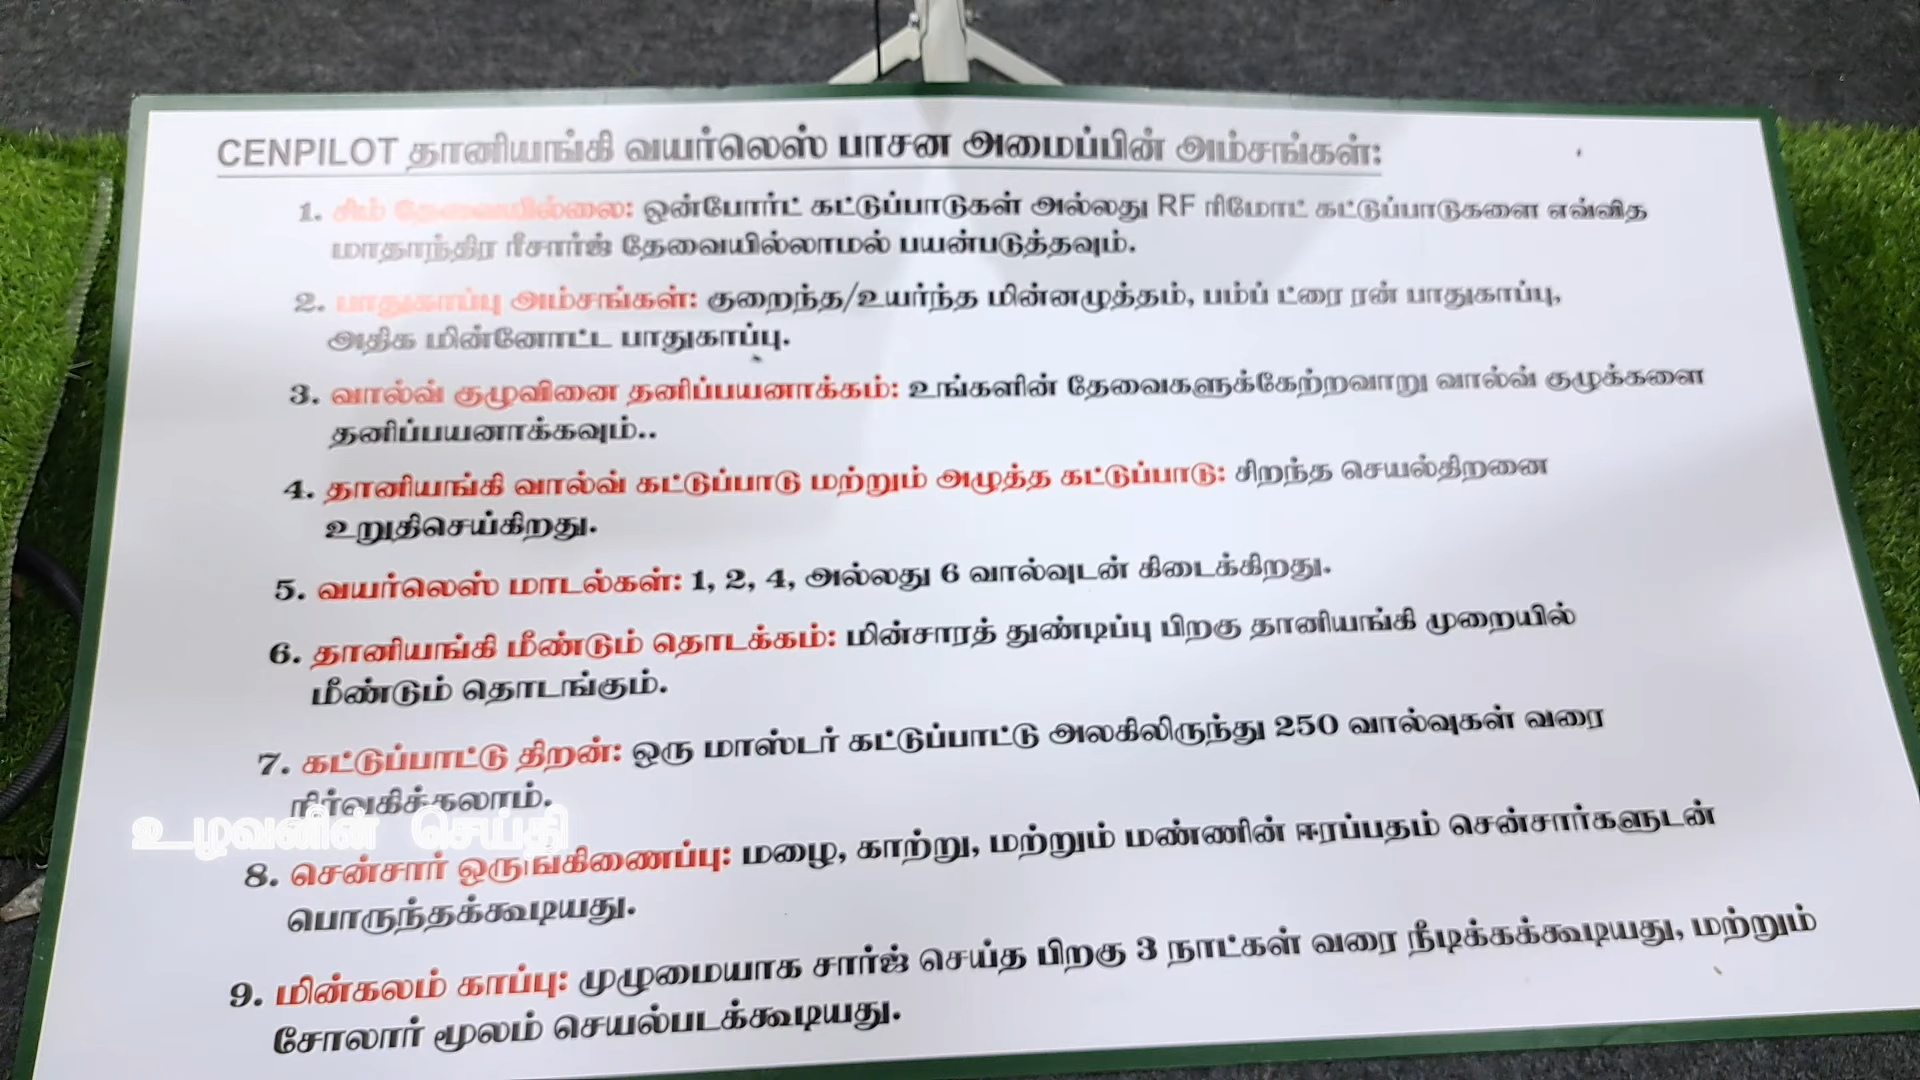 CENPILOT தானியங்கி வயர்லெஸ் பாசன அமைப்பின் அம்சங்கள்:
1. சிம் தேவையில்லை: ஒன்போர்ட் கட்டுப்பாடுகள் அல்லது RF ரிமோட் கட்டுப்பாடுகளை எவ்வித
மாதாந்திர ரீசார்ஜ் தேவையில்லாமல் பயன்படுத்தவும்.
2. பாதுகாப்பு அம்சங்கள்: குறைந்த/உயர்ந்த மின்னழுத்தம், பம்ப் ட்ரை ரன் பாதுகாப்பு,
அதிக மின்னோட்ட பாதுகாப்பு.
3. வால்வ் குழுவினை தனிப்பயனாக்கம்: உங்களின் தேவைகளுக்கேற்றவாறு வால்வ் குழுக்களை
தனிப்பயனாக்கவும்..
4. தானியங்கி வால்வ் கட்டுப்பாடு மற்றும் அழுத்த கட்டுப்பாடு: சிறந்த செயல்திறனை
உறுதிசெய்கிறது.
5. வயர்லெஸ் மாடல்கள்: 1, 2, 4, அல்லது 6 வால்வுடன் கிடைக்கிறது.
6. தானியங்கி மீண்டும் தொடக்கம்: மின்சாரத் துண்டிப்பு பிறகு தானியங்கி முறையில்
மீண்டும் தொடங்கும்.
7. கட்டுப்பாட்டு திறன்: ஒரு மாஸ்டர் கட்டுப்பாட்டு அலகிலிருந்து 250 வால்வுகள் வரை
நிர்வகிக்கலாம்.
உழவனின் செய்தி
8. சென்சார் ஒருங்கிணைப்பு: மழை, காற்று, மற்றும் மண்ணின் ஈரப்பதம் சென்சார்களுடன்
பொருந்தக்கூடியது.
9. மின்கலம் காப்பு: முழுமையாக சார்ஜ் செய்த பிறகு 3 நாட்கள் வரை நீடிக்கக்கூடியது, மற்றும்
சோலார் மூலம் செயல்படக்கூடியது.